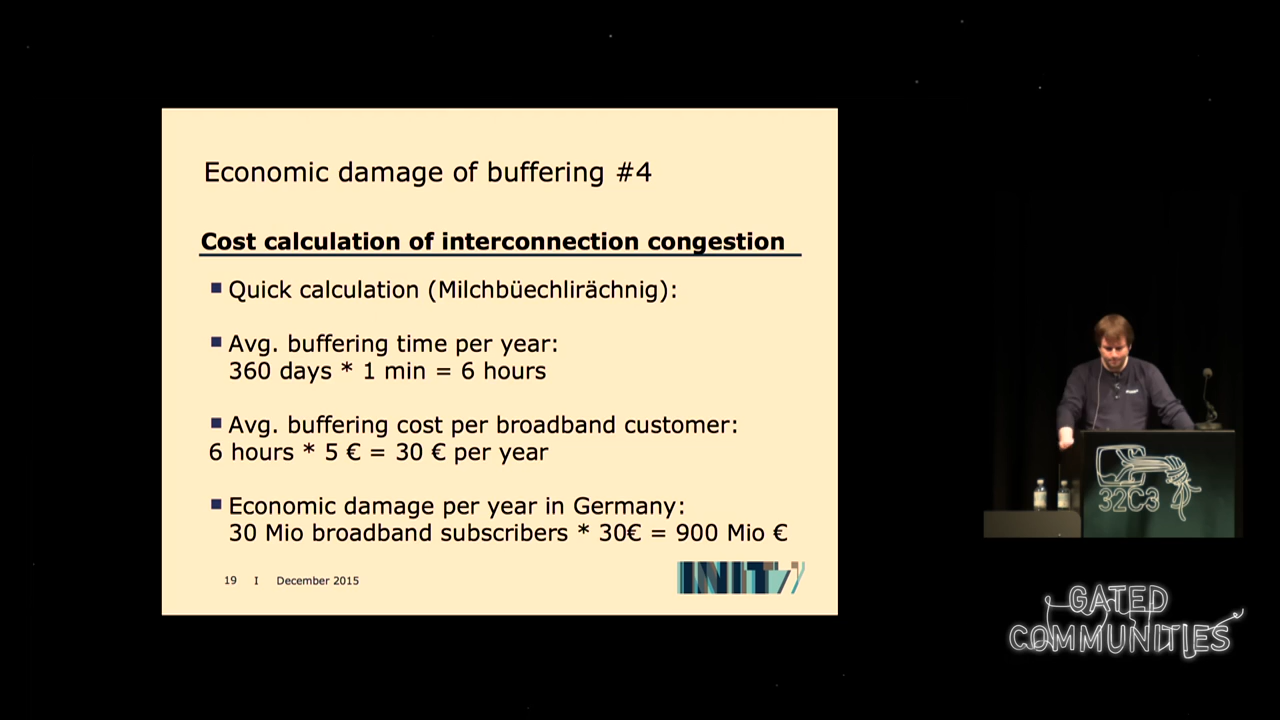 Economic damage of buffering #4
Cost calculation of interconnection congestion
Quick calculation (Milchbüechlirächnig):
Avg. buffering time per year:
360 days * 1 min = 6 hours
Avg. buffering cost per broadband customer:
6 hours * 5 € = 30 € per year
Economic damage per year in Germany:
30 Mio broadband subscribers * 30€ = 900 Mio €
19 I December 2015
INIT7
32C3
GATED
COMMUNITIES